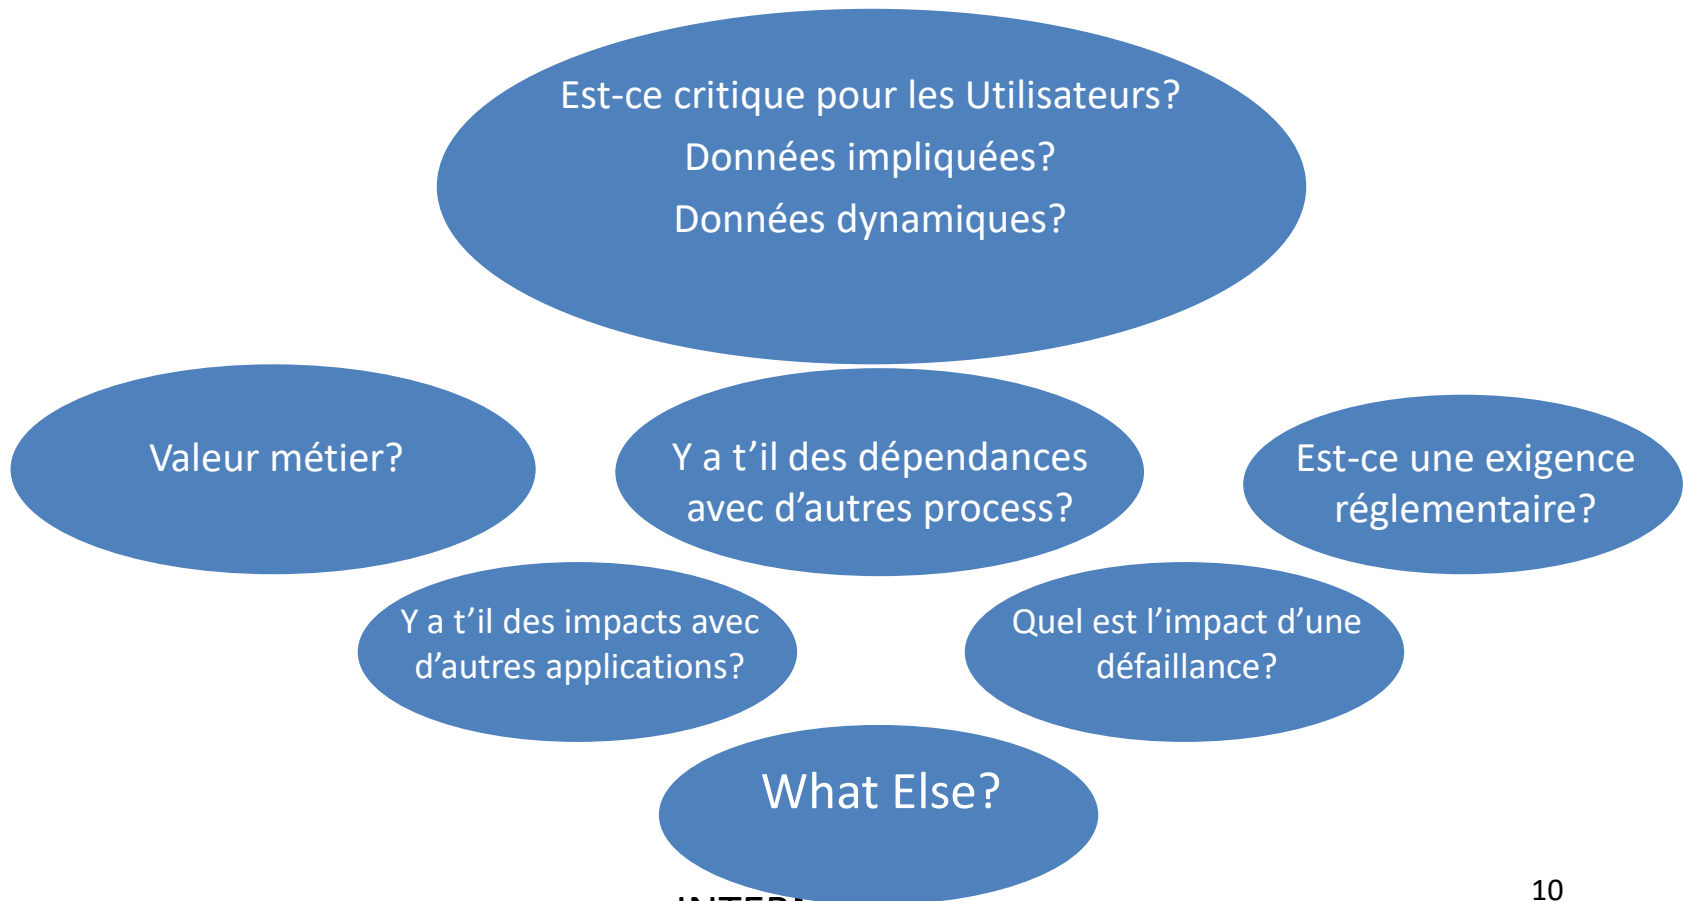 Est-ce critique pour les Utilisateurs?
Données impliquées?
Données dynamiques?
Valeur métier?
Y a t’il des dépendances
avec d’autres process?
Est-ce une exigence
réglementaire?
Y a t’il des impacts avec
d’autres applications?
Quel est l’impact d’une
défaillance?
What Else?
10